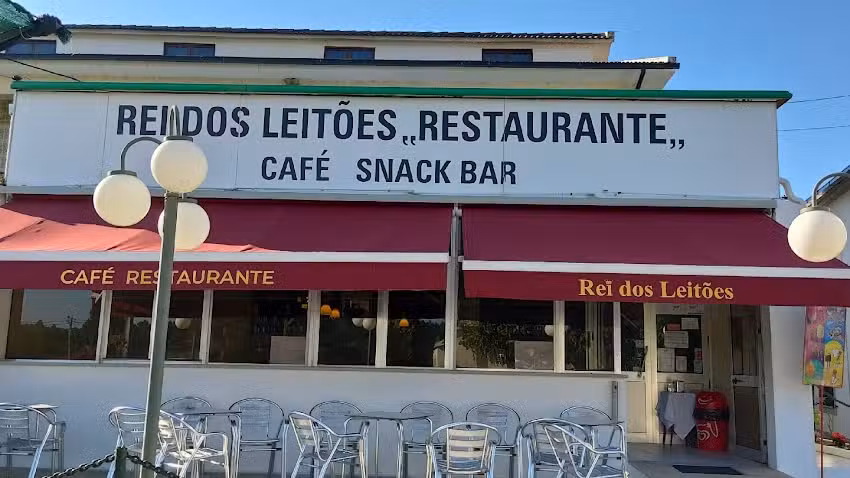 REI DOS LEITÕES „RESTAURANTE„
CAFÉ SNACK BAR
CAFÉ RESTAURANTE
Rei dos Leitões